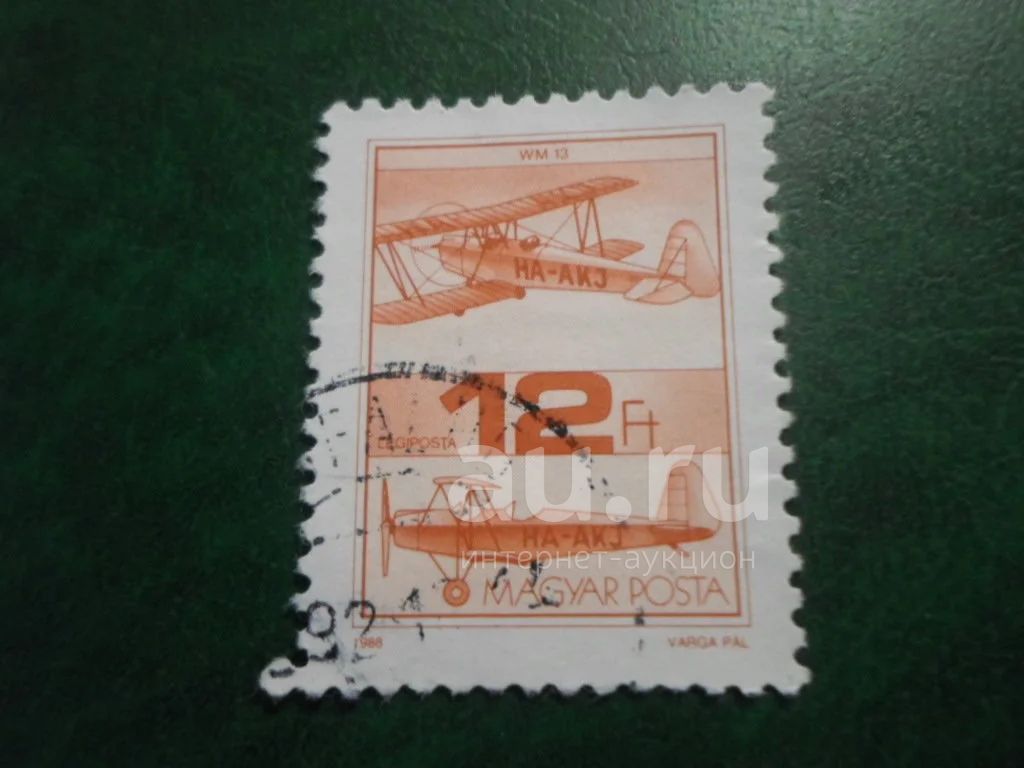 WM 13
HA-AKJ
12 Ft
LÉGIPOSTA
au.ru
HA-AKJ
интернет-аукцион
MAGYAR POSTA
1988
VARGA PÁL